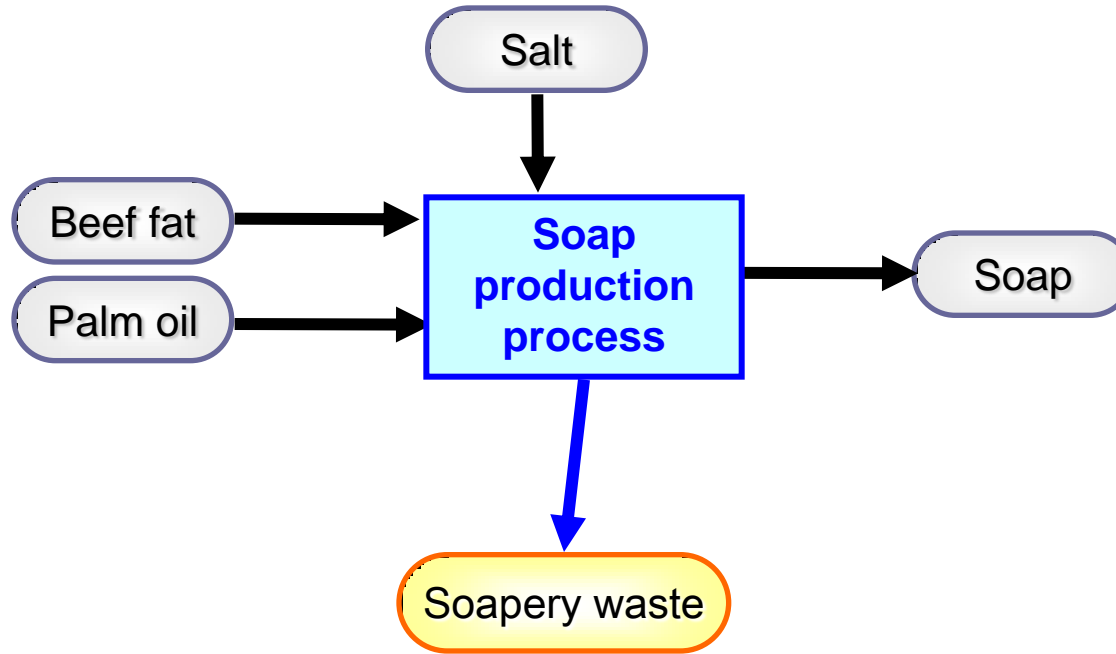 Salt
Beef fat
Palm oil
Soap
production
process
Soap
Soapery waste